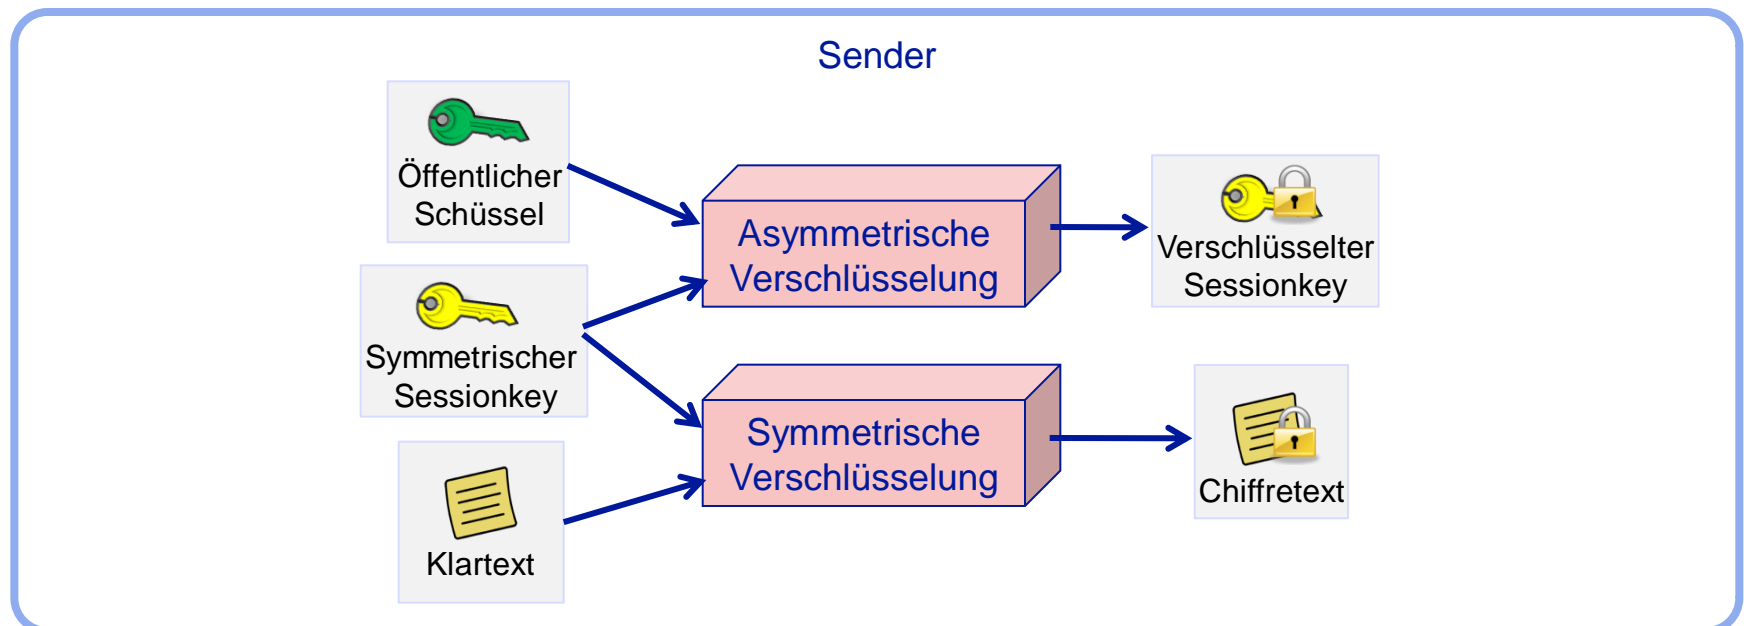 Sender
Öffentlicher
Schüssel
Asymmetrische
Verschlüsselung
Verschlüsselter
Sessionkey
Symmetrischer
Sessionkey
Symmetrische
Verschlüsselung
Chiffretext
Klartext